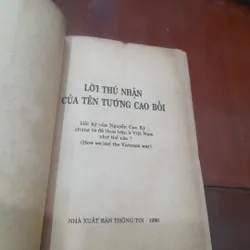 LỜI THÚ NHẬN
CỦA TÊN TƯỚNG CAO BỒI
Hồi ký của Nguyễn Cao Kỳ
chúng ta đã thua trận ở Việt Nam
như thế nào?
(How we lost the Vietnam war)
NHÀ XUẤT BẢN THÔNG TIN - 1990